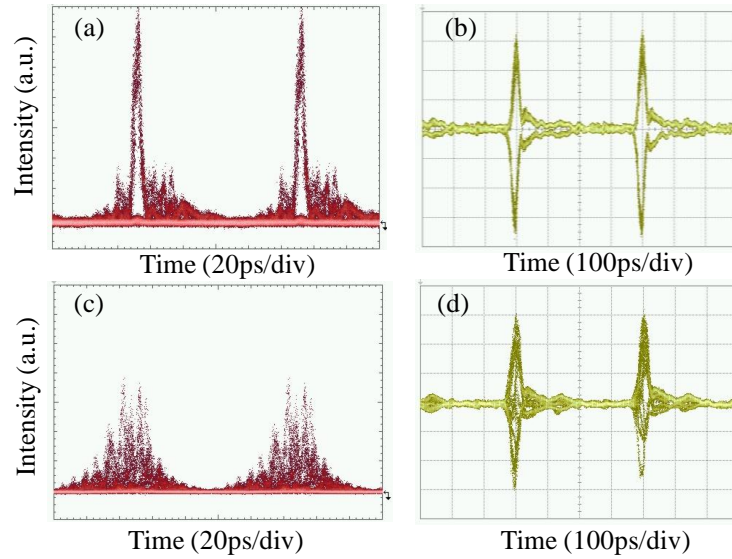 (a)
(b)
Intensity (a.u.)
Time (20ps/div)
Time (100ps/div)
(c)
(d)
Intensity (a.u.)
Time (20ps/div)
Time (100ps/div)